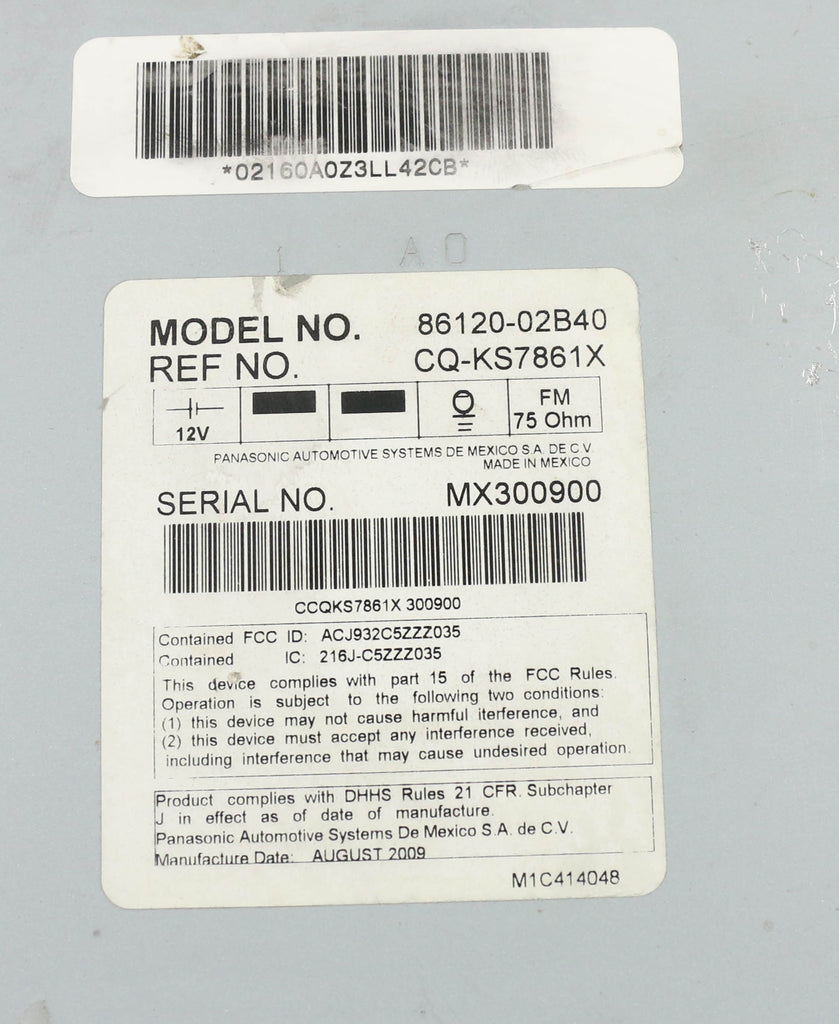 *02160A0Z3LL42CB*
A0
MODEL NO. 86120-02B40
REF NO. CQ-KS7861X
12V
FM
75 Ohm
PANASONIC AUTOMOTIVE SYSTEMS DE MEXICO S.A. DE C.V
MADE IN MEXICO
SERIAL NO. MX300900
CCQKS7861X 300900
Contained FCC ID: ACJ932C5ZZZ035
Contained IC: 216J-C5ZZZ035
This device complies with part 15 of the FCC Rules.
Operation is subject to the following two conditions:
(1) this device may not cause harmful iterference, and
(2) this device must accept any interference received,
including interference that may cause undesired operation.
Product complies with DHHS Rules 21 CFR. Subchapter
J in effect as of date of manufacture.
Panasonic Automotive Systems De Mexico S.A. de C.V.
Manufacture Date: AUGUST 2009
M1C414048